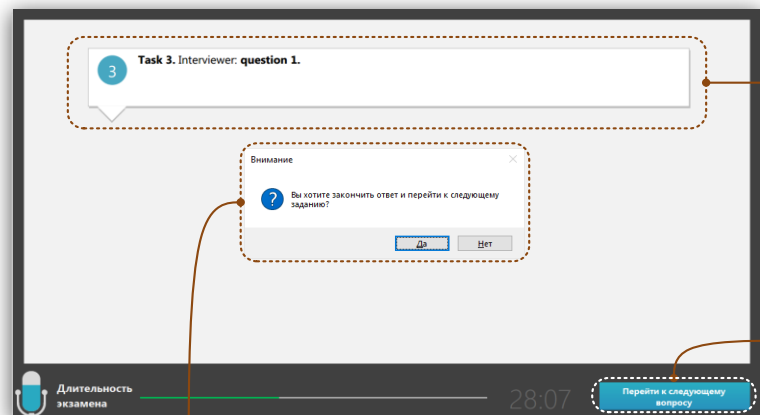 3
Task 3. Interviewer: question 1.
Внимание
?
Вы хотите закончить ответ и перейти к следующему
заданию?
Да
Нет
Длительность
экзамена
28:07
Перейти к следующему
вопросу